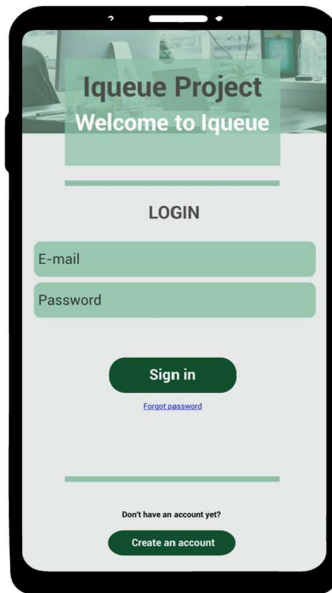 Iqueue Project
Welcome to Iqueue
LOGIN
E-mail
Password
Sign in
Forgot password
Don't have an account yet?
Create an account